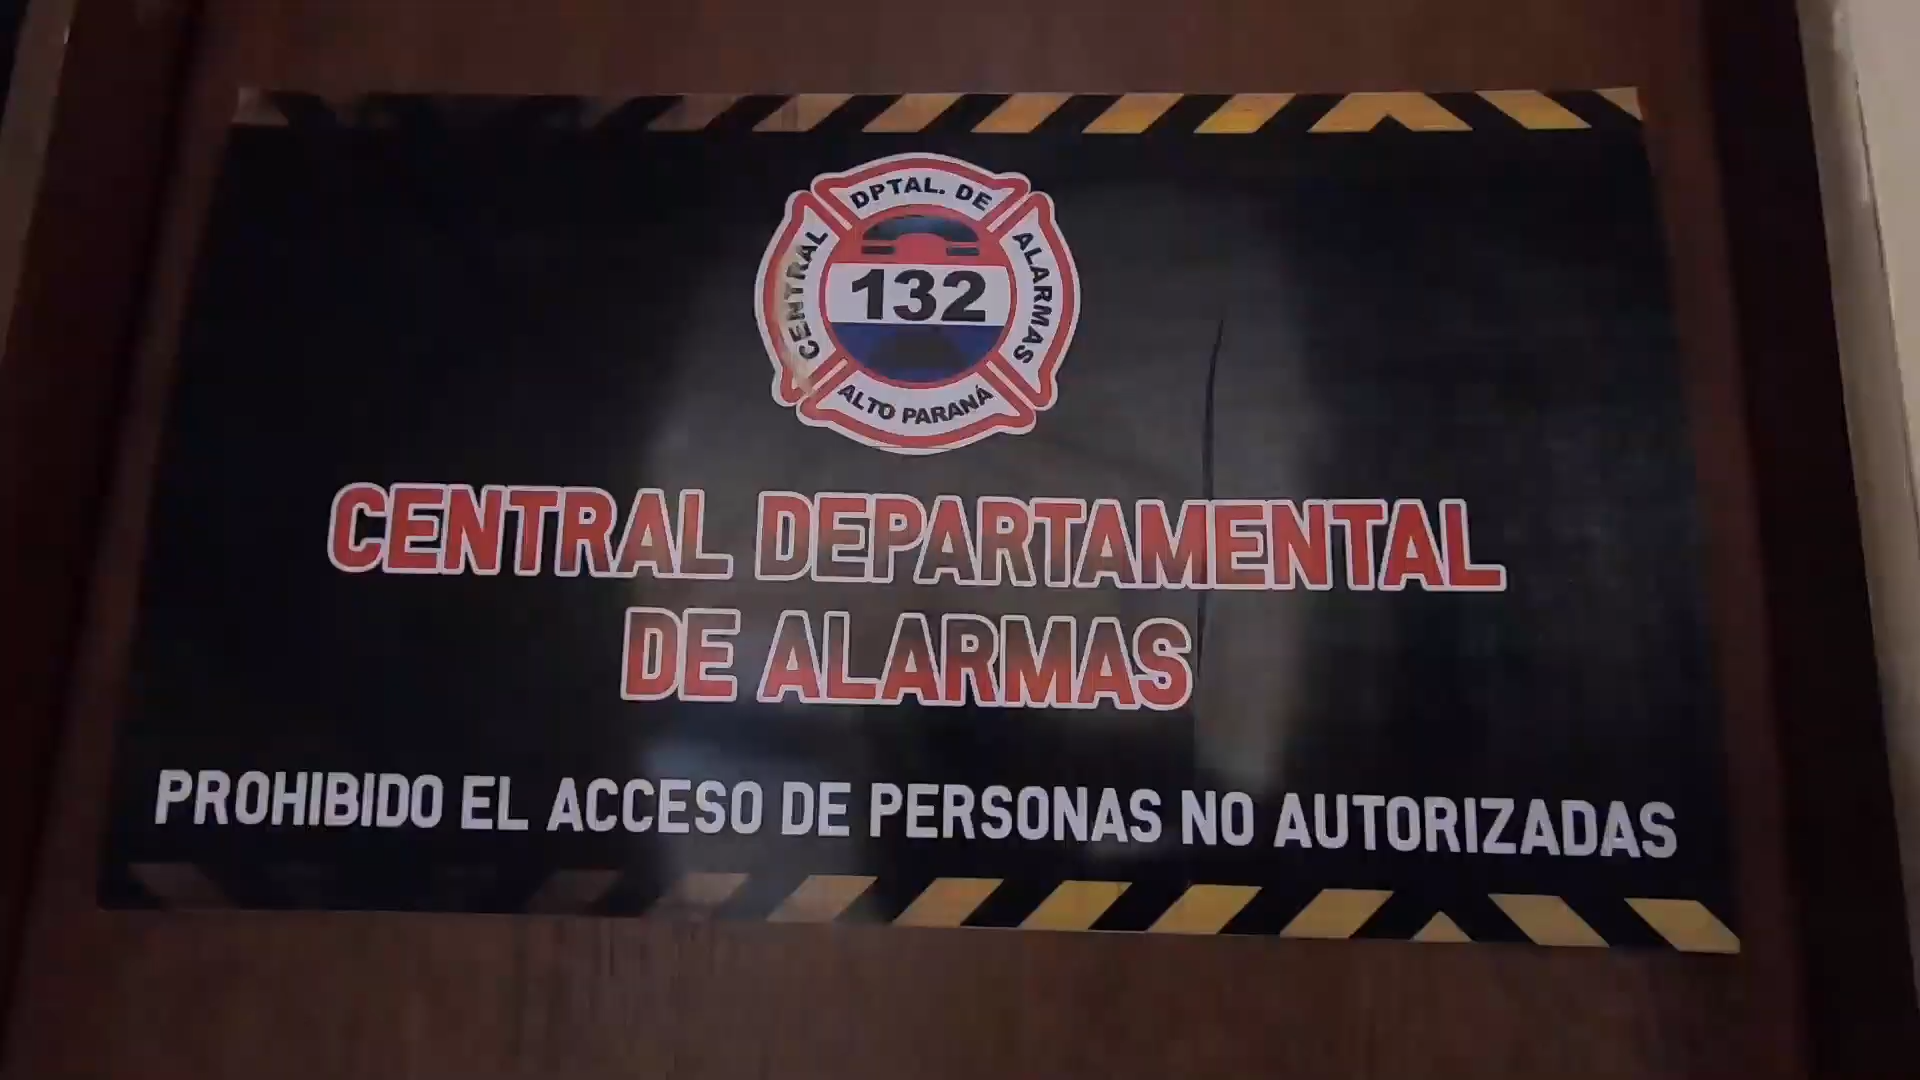 DPTAL. DE
CENTRAL
ALARMAS
132
ALTO PARANÁ
CENTRAL DEPARTAMENTAL
DE ALARMAS
PROHIBIDO EL ACCESO DE PERSONAS NO AUTORIZADAS